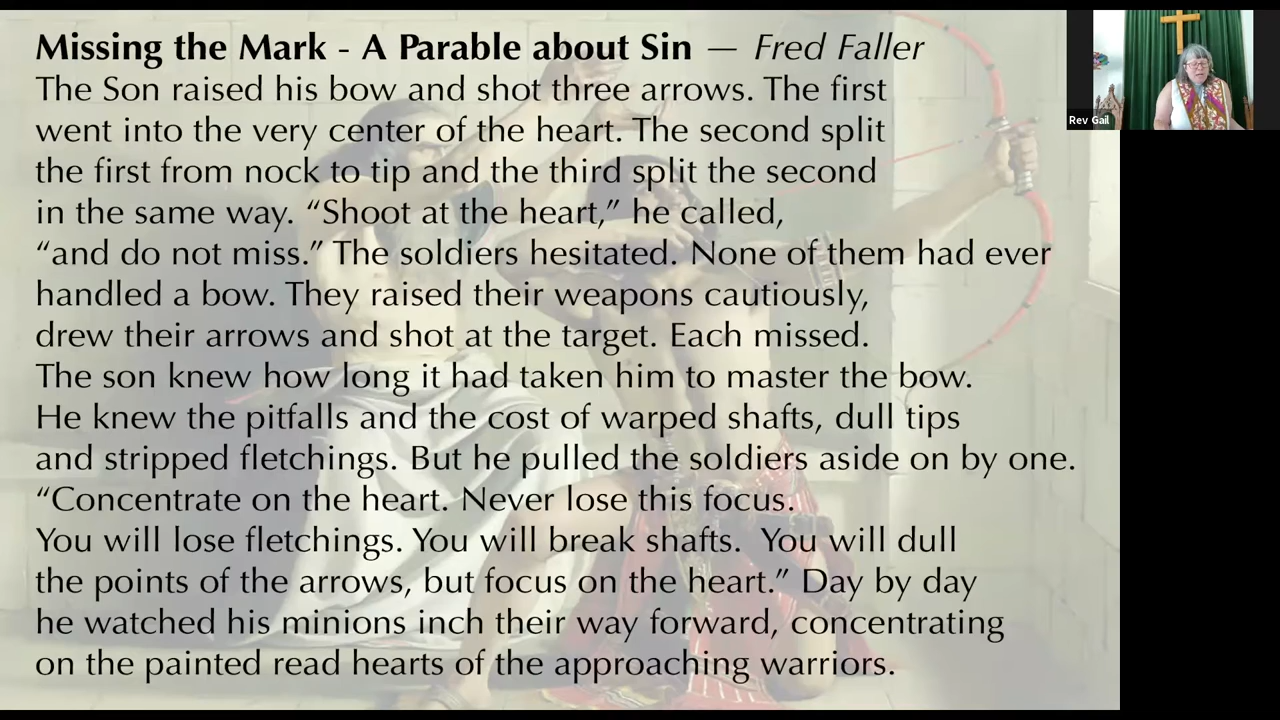 Missing the Mark - A Parable about Sin — Fred Faller
The Son raised his bow and shot three arrows. The first
went into the very center of the heart. The second split
the first from nock to tip and the third split the second
in the same way. “Shoot at the heart,” he called,
“and do not miss.” The soldiers hesitated. None of them had ever
handled a bow. They raised their weapons cautiously,
drew their arrows and shot at the target. Each missed.
The son knew how long it had taken him to master the bow.
He knew the pitfalls and the cost of warped shafts, dull tips
and stripped fletchings. But he pulled the soldiers aside on by one.
“Concentrate on the heart. Never lose this focus.
You will lose fletchings. You will break shafts.  You will dull
the points of the arrows, but focus on the heart.” Day by day
he watched his minions inch their way forward, concentrating
on the painted read hearts of the approaching warriors.
Rev Gail